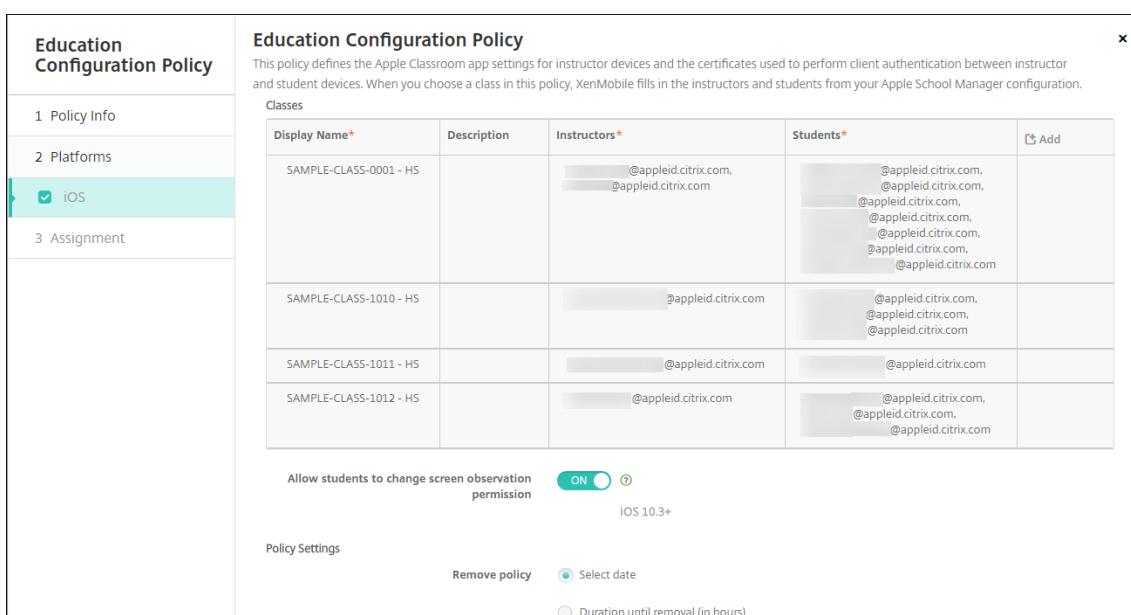 Education
Configuration Policy
1 Policy Info
2 Platforms
iOS
3 Assignment
Education Configuration Policy
×
This policy defines the Apple Classroom app settings for instructor devices and the certificates used to perform client authentication between instructor
and student devices. When you choose a class in this policy, XenMobile fills in the instructors and students from your Apple School Manager configuration.
Classes
Display Name* Description Instructors* Students* Add
SAMPLE-CLASS-0001 - HS @appleid.citrix.com, @appleid.citrix.com,
@appleid.citrix.com @appleid.citrix.com,
@appleid.citrix.com,
@appleid.citrix.com,
@appleid.citrix.com,
@appleid.citrix.com,
@appleid.citrix.com
SAMPLE-CLASS-1010 - HS @appleid.citrix.com @appleid.citrix.com,
@appleid.citrix.com,
@appleid.citrix.com
SAMPLE-CLASS-1011 - HS @appleid.citrix.com @appleid.citrix.com
SAMPLE-CLASS-1012 - HS @appleid.citrix.com @appleid.citrix.com,
@appleid.citrix.com,
@appleid.citrix.com
Allow students to change screen observation
permission
ON ?
iOS 10.3+
Policy Settings
Remove policy Select date
Duration until removal (in hours)